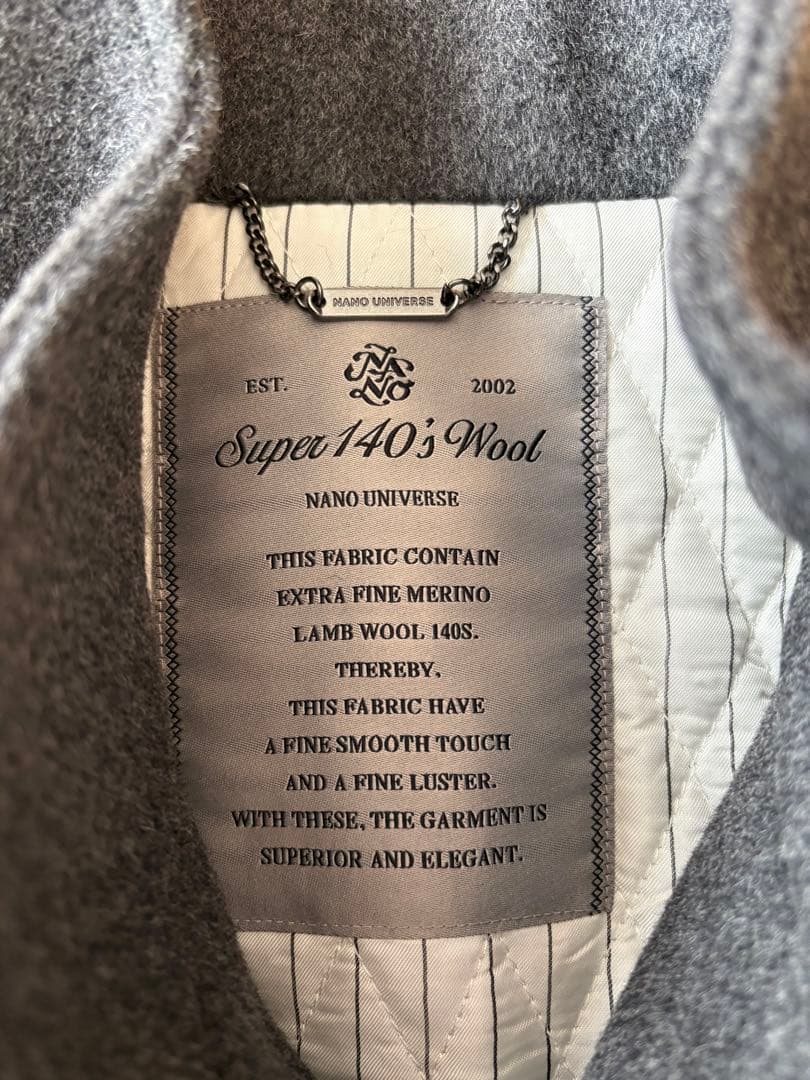 NANO UNIVERSE
NANO
EST. 2002
Super 140's Wool
NANO UNIVERSE
THIS FABRIC CONTAIN
EXTRA FINE MERINO
LAMB WOOL 140S.
THEREBY,
THIS FABRIC HAVE
A FINE SMOOTH TOUCH
AND A FINE LUSTER.
WITH THESE, THE GARMENT IS
SUPERIOR AND ELEGANT.